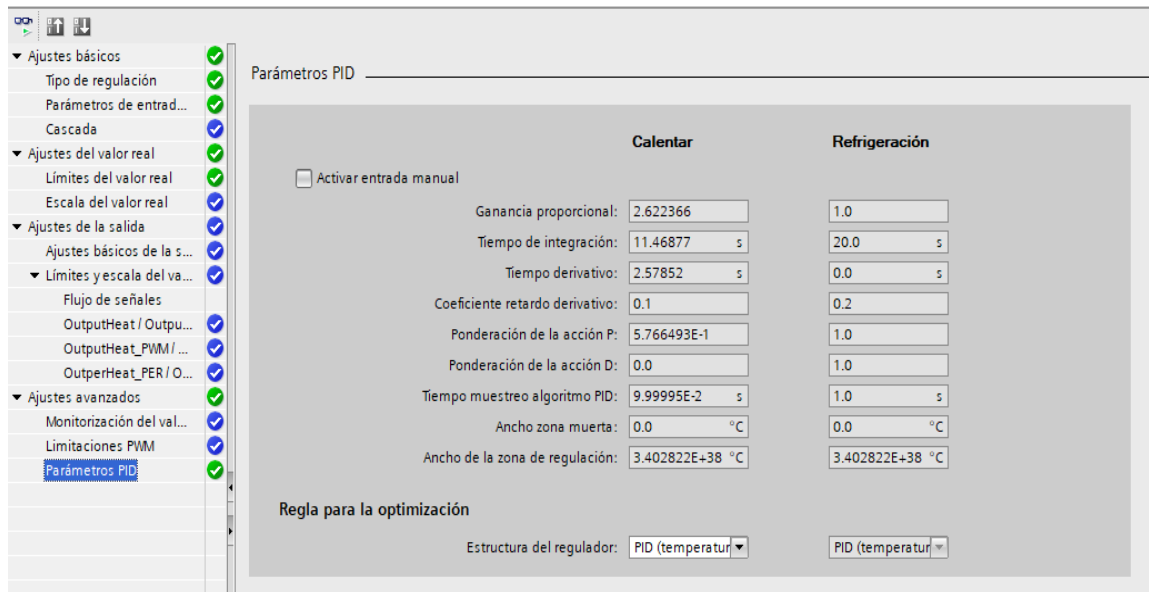 Ajustes básicos
Tipo de regulación
Parámetros de entrad...
Cascada
Ajustes del valor real
Límites del valor real
Escala del valor real
Ajustes de la salida
Ajustes básicos de la s...
Límites y escala del va...
Flujo de señales
OutputHeat / Outpu...
OutputHeat_PWM / ...
OutperHeat_PER / O...
Ajustes avanzados
Monitorización del val...
Limitaciones PWM
Parámetros PID
Parámetros PID
Calentar Refrigeración
Activar entrada manual
Ganancia proporcional: 2.622366 1.0
Tiempo de integración: 11.46877 s 20.0 s
Tiempo derivativo: 2.57852 s 0.0 s
Coeficiente retardo derivativo: 0.1 0.2
Ponderación de la acción P: 5.766493E-1 1.0
Ponderación de la acción D: 0.0 1.0
Tiempo muestreo algoritmo PID: 9.99995E-2 s 1.0 s
Ancho zona muerta: 0.0 °C 0.0 °C
Ancho de la zona de regulación: 3.402822E+38 °C 3.402822E+38 °C
Regla para la optimización
Estructura del regulador: PID (temperatur PID (temperatur